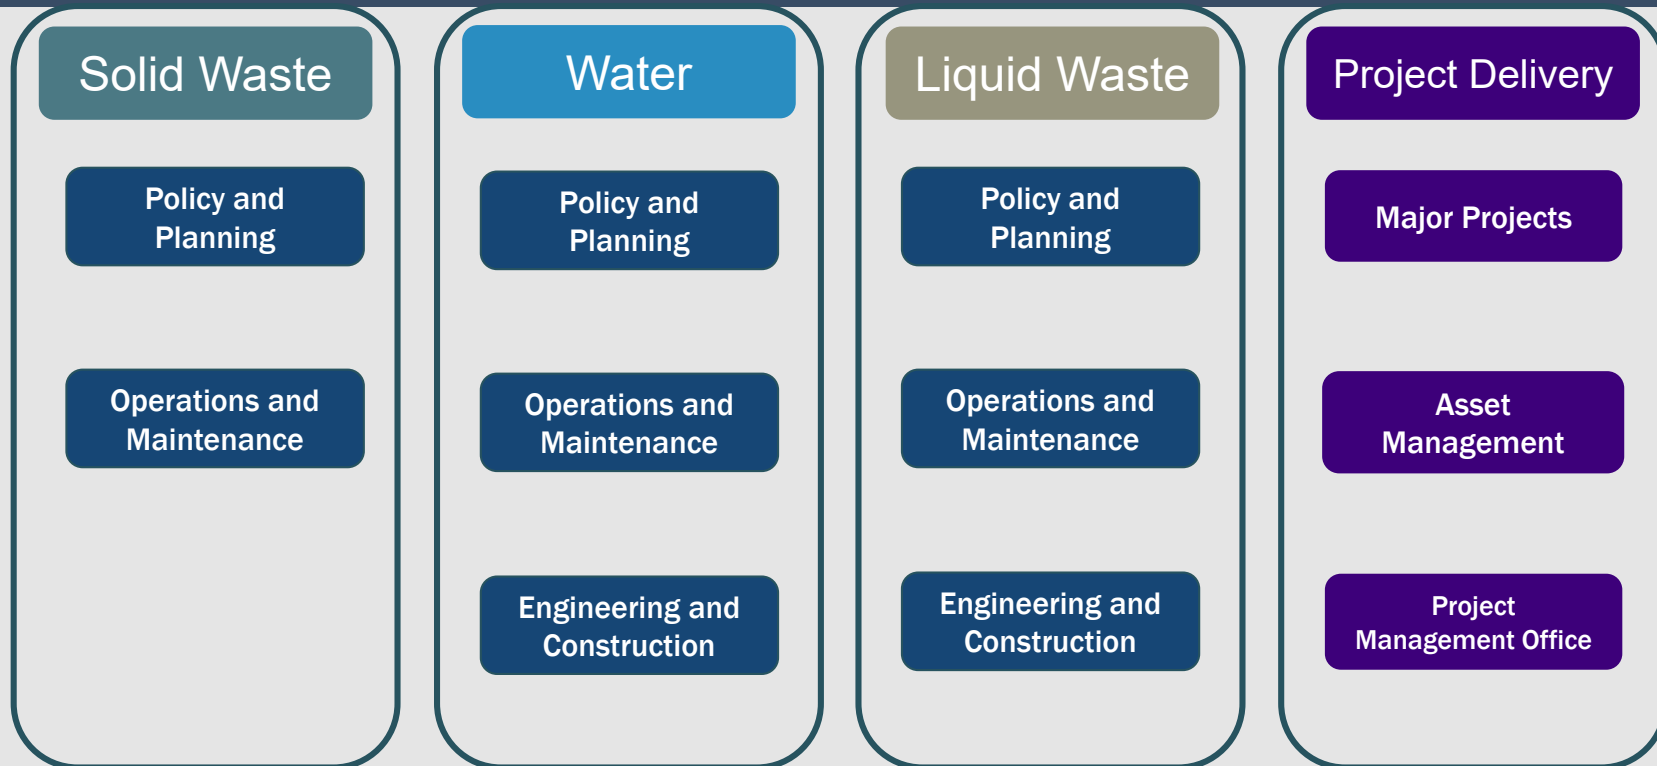 Solid Waste
Policy and
Planning
Operations and
Maintenance
Water
Policy and
Planning
Operations and
Maintenance
Engineering and
Construction
Liquid Waste
Policy and
Planning
Operations and
Maintenance
Engineering and
Construction
Project Delivery
Major Projects
Asset
Management
Project
Management Office